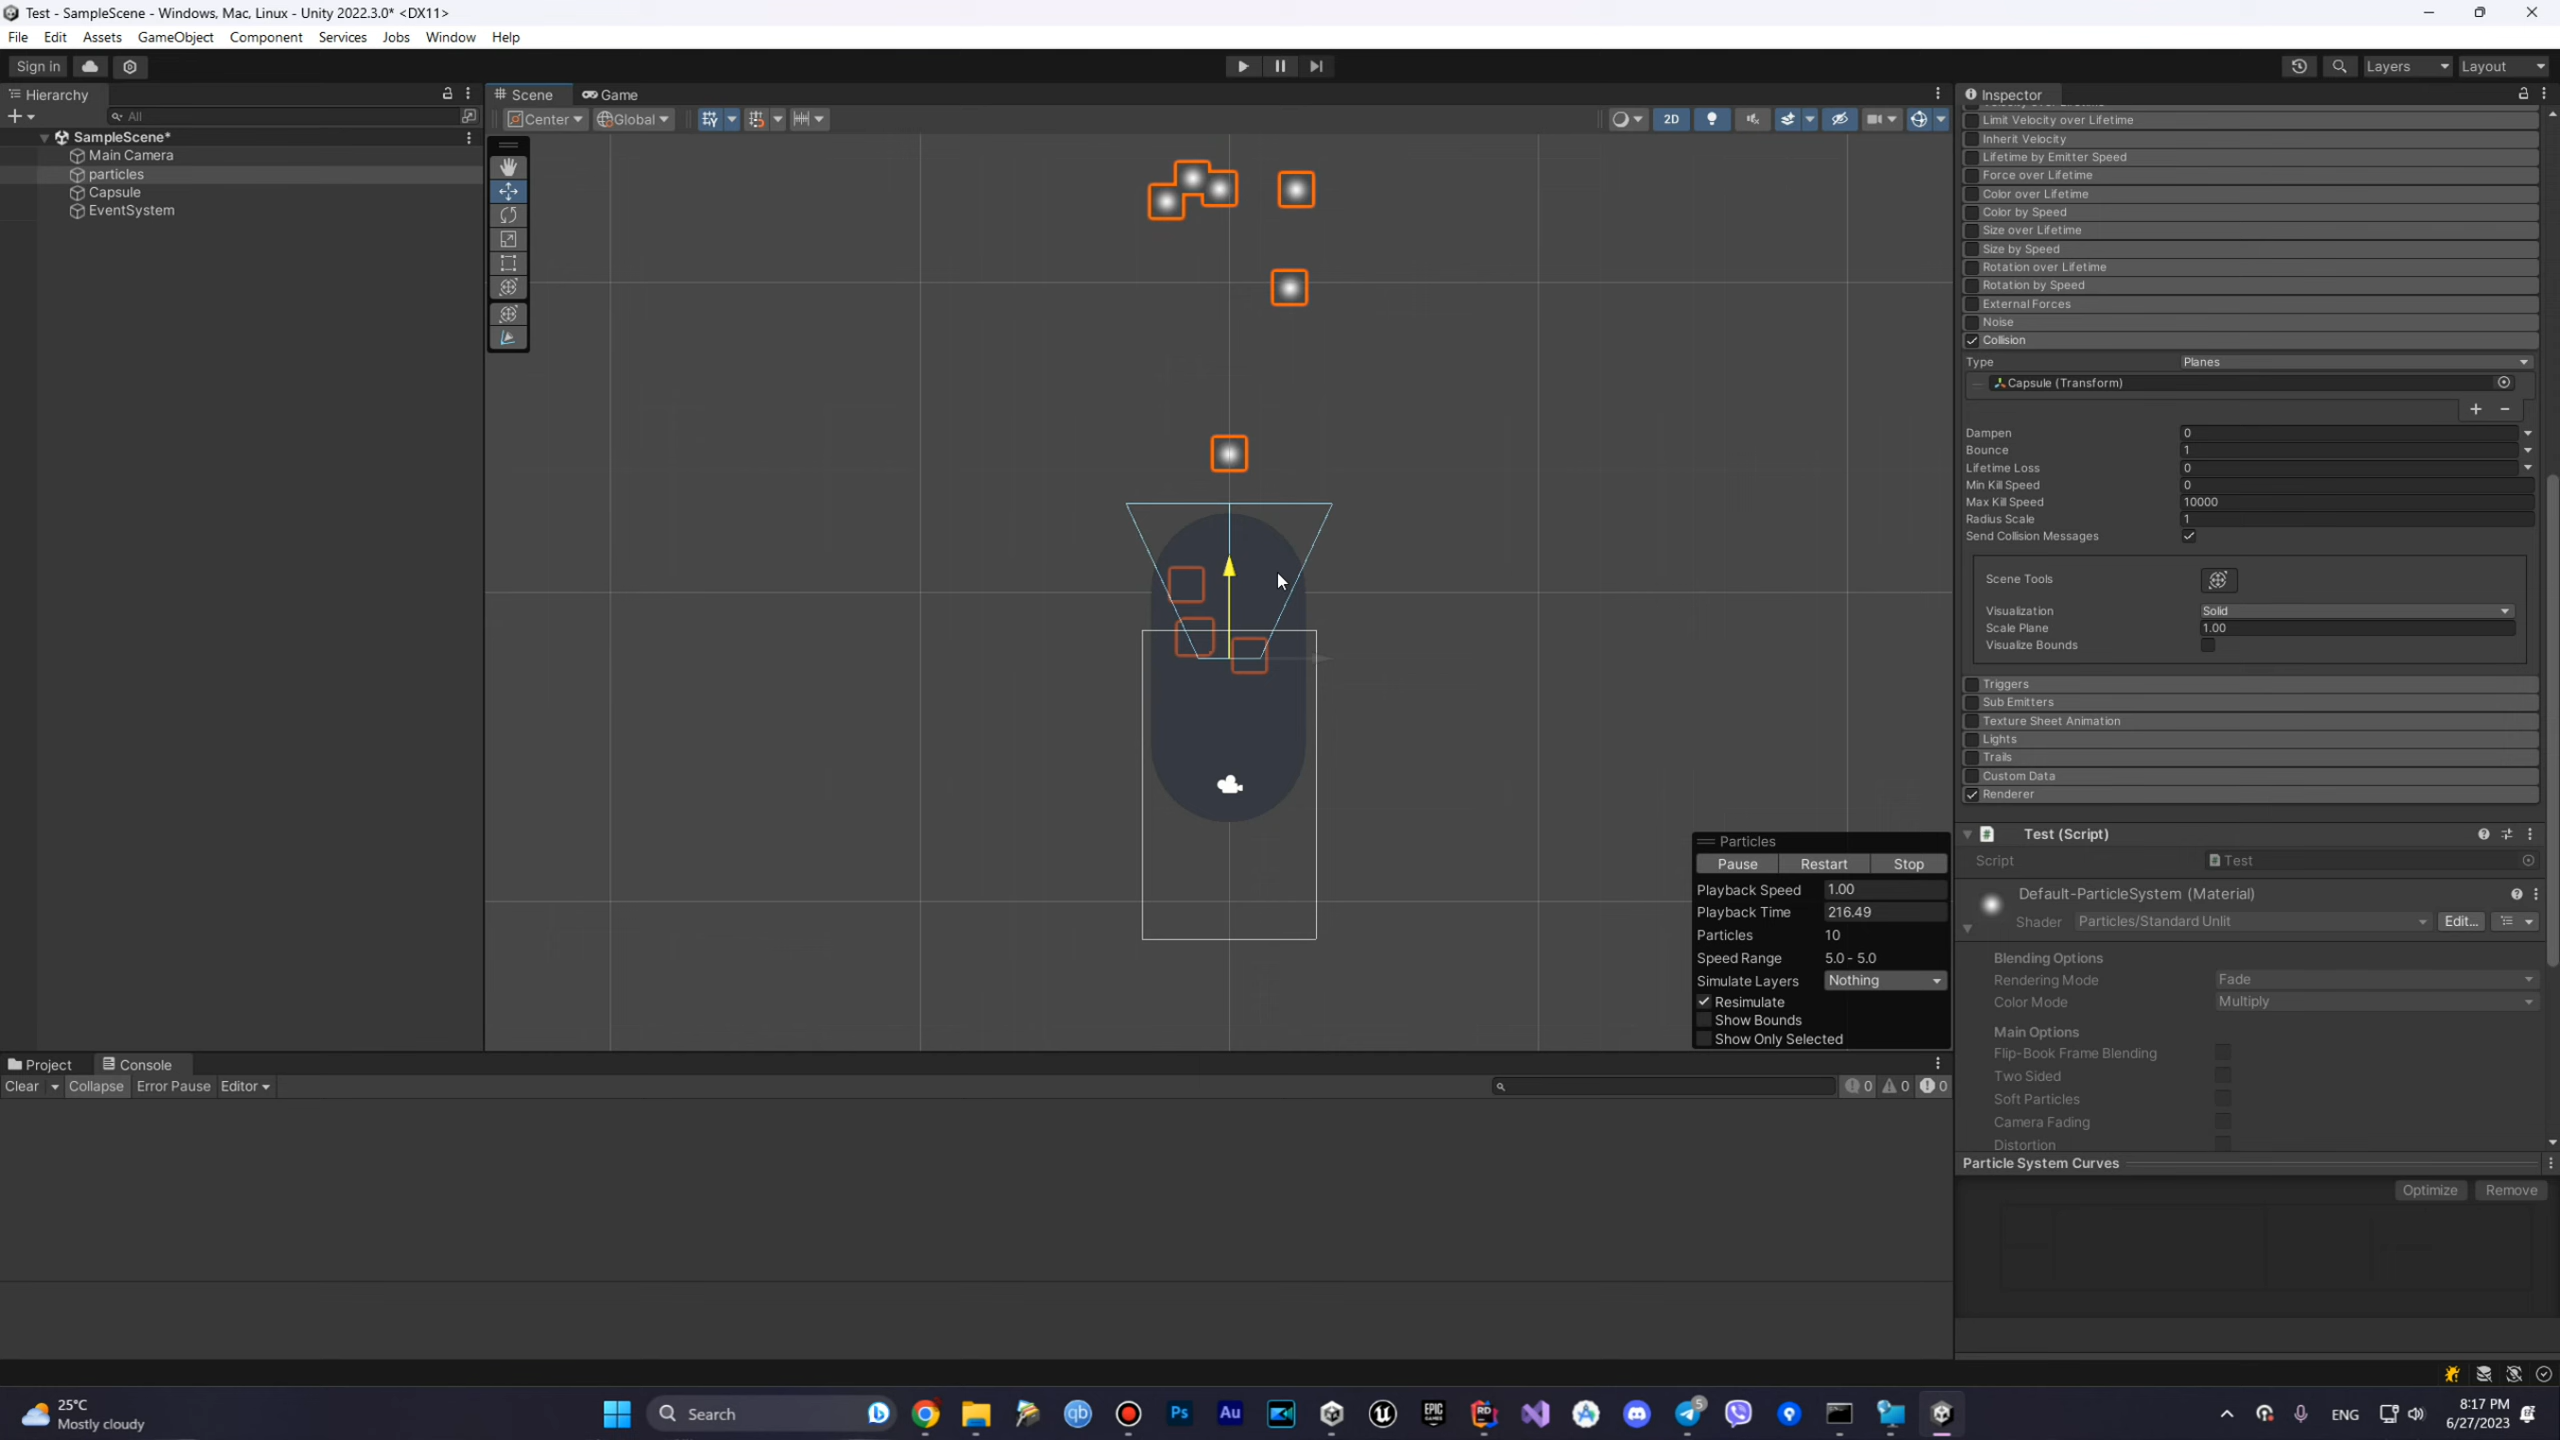 Test - SampleScene - Windows, Mac, Linux - Unity 2022.3.0* <DX11>
File Edit Assets GameObject Component Services Jobs Window Help
Sign in
Layers
Layout
Hierarchy
All
SampleScene*
Main Camera
particles
Capsule
EventSystem
Scene
Game
Center
Global
2D
Inspector
Limit Velocity over Lifetime
Inherit Velocity
Lifetime by Emitter Speed
Force over Lifetime
Color over Lifetime
Color by Speed
Size over Lifetime
Size by Speed
Rotation over Lifetime
Rotation by Speed
External Forces
Noise
Collision
Type Planes
Capsule (Transform)
Dampen 0
Bounce 1
Lifetime Loss 0
Min Kill Speed 0
Max Kill Speed 10000
Radius Scale 1
Send Collision Messages
Scene Tools
Visualization Solid
Scale Plane 1.00
Visualize Bounds
Triggers
Sub Emitters
Texture Sheet Animation
Lights
Trails
Custom Data
Renderer
Test (Script)
Script Test
Default-ParticleSystem (Material)
Shader Particles/Standard Unlit Edit...
Blending Options
Rendering Mode Fade
Color Mode Multiply
Main Options
Flip-Book Frame Blending
Two Sided
Soft Particles
Camera Fading
Distortion
Particle System Curves
Optimize Remove
Particles
Pause Restart Stop
Playback Speed 1.00
Playback Time 216.49
Particles 10
Speed Range 5.0 - 5.0
Simulate Layers Nothing
Resimulate
Show Bounds
Show Only Selected
Project Console
Clear Collapse Error Pause Editor
0 0 0
25°C
Mostly cloudy
Search
qb
Ps
Au
EPIC GAMES
RD
5
ENG
8:17 PM
6/27/2023